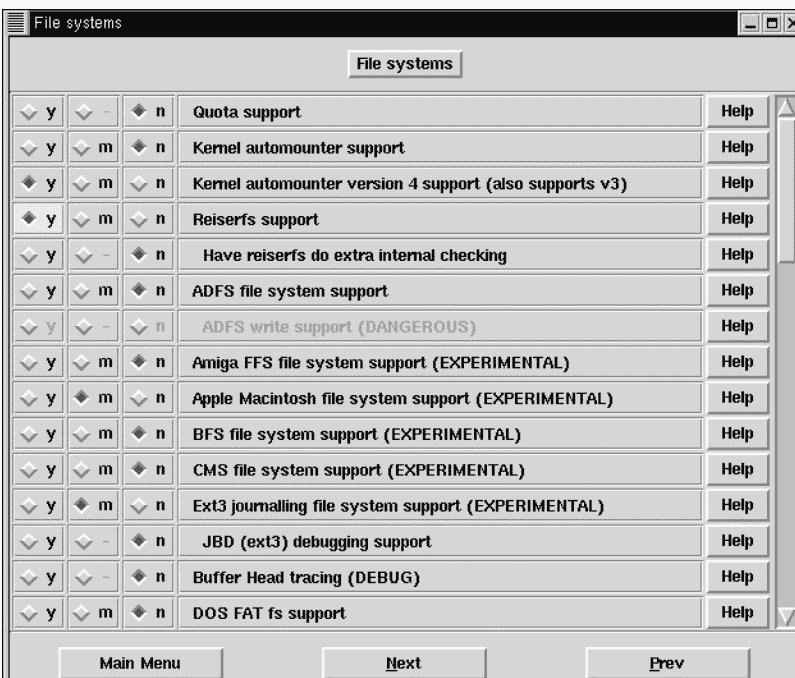 File systems
File systems
y - n Quota support Help
y m n Kernel automounter support Help
y m n Kernel automounter version 4 support (also supports v3) Help
y m n Reiserfs support Help
y - n Have reiserfs do extra internal checking Help
y m n ADFS file system support Help
y - n ADFS write support (DANGEROUS) Help
y m n Amiga FFS file system support (EXPERIMENTAL) Help
y m n Apple Macintosh file system support (EXPERIMENTAL) Help
y m n BFS file system support (EXPERIMENTAL) Help
y m n CMS file system support (EXPERIMENTAL) Help
y m n Ext3 journalling file system support (EXPERIMENTAL) Help
y - n JBD (ext3) debugging support Help
y - n Buffer Head tracing (DEBUG) Help
y m n DOS FAT fs support Help
Main Menu Next Prev